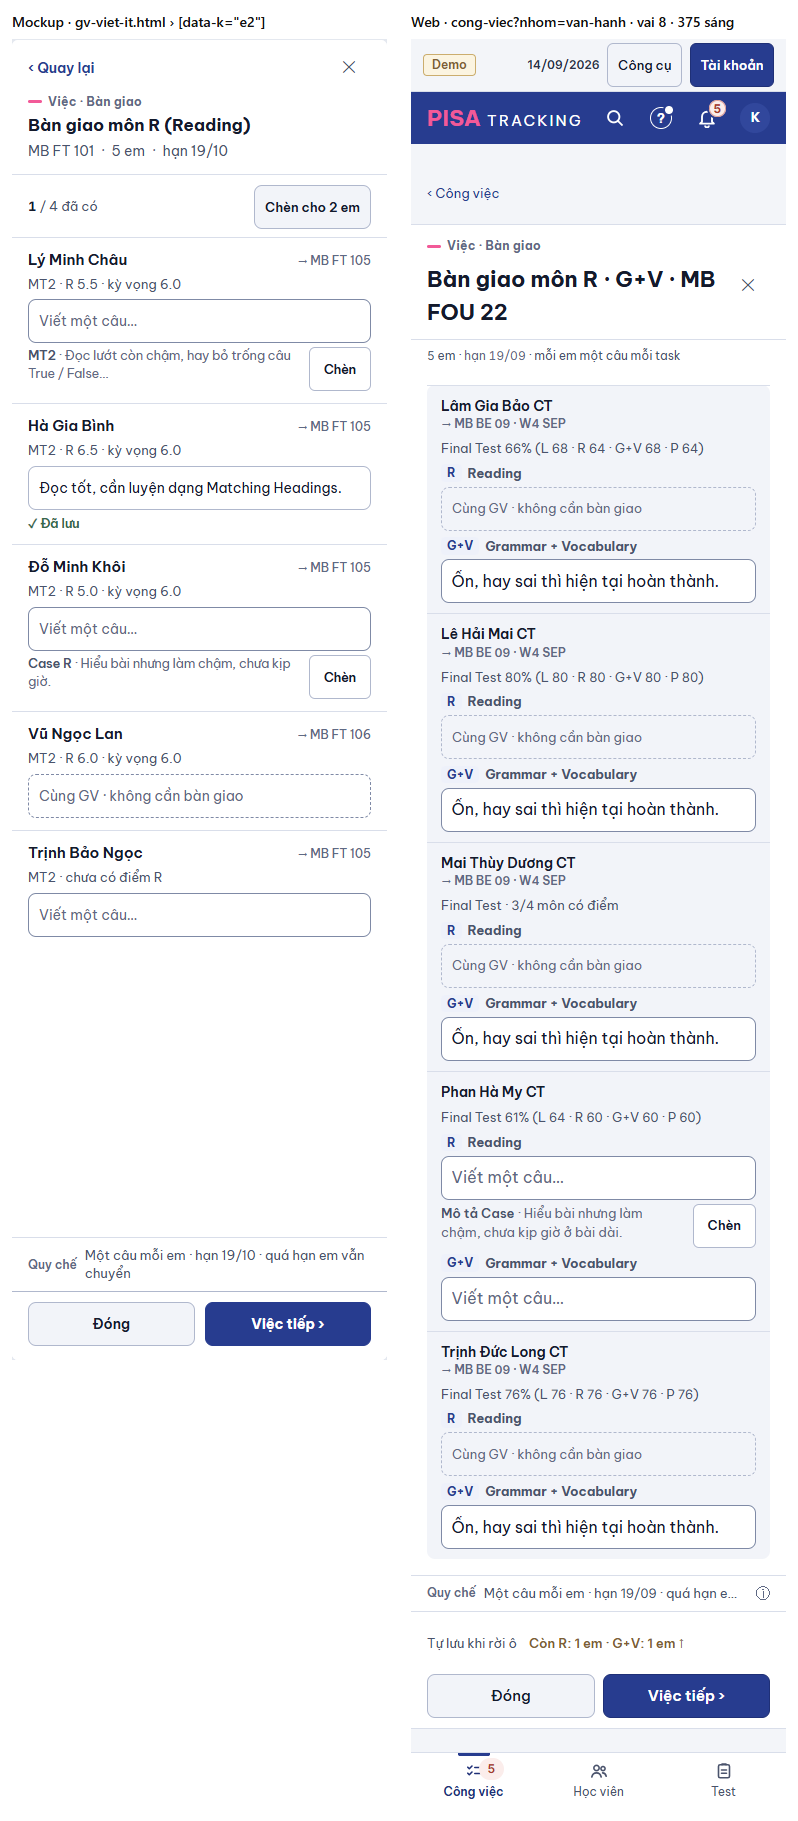 Mockup · gv-viet-it.html › [data-k="e2"]
‹ Quay lại
Việc · Bàn giao
Bàn giao môn R (Reading)
MB FT 101 · 5 em · hạn 19/10
1 / 4 đã có
Chèn cho 2 em
Lý Minh Châu
→ MB FT 105
MT2 · R 5.5 · kỳ vọng 6.0
Viết một câu...
MT2 · Đọc lướt còn chậm, hay bỏ trống câu
True / False...
Chèn
Hà Gia Bình
→ MB FT 105
MT2 · R 6.5 · kỳ vọng 6.0
Đọc tốt, cần luyện dạng Matching Headings.
✓ Đã lưu
Đỗ Minh Khôi
→ MB FT 105
MT2 · R 5.0 · kỳ vọng 6.0
Viết một câu...
Case R · Hiểu bài nhưng làm chậm, chưa kịp
giờ.
Chèn
Vũ Ngọc Lan
→ MB FT 106
MT2 · R 6.0 · kỳ vọng 6.0
Cùng GV · không cần bàn giao
Trịnh Bảo Ngọc
→ MB FT 105
MT2 · chưa có điểm R
Viết một câu...
Quy chế
Một câu mỗi em · hạn 19/10 · quá hạn em vẫn
chuyển
Đóng
Việc tiếp ›
Web · cong-viec?nhom=van-hanh · vai 8 · 375 sáng
Demo
14/09/2026
Công cụ
Tài khoản
PISA TRACKING
?
5
K
‹ Công việc
Việc · Bàn giao
Bàn giao môn R · G+V · MB
FOU 22
5 em · hạn 19/09 · mỗi em một câu mỗi task
Lâm Gia Bảo CT
→ MB BE 09 · W4 SEP
Final Test 66% (L 68 · R 64 · G+V 68 · P 64)
R Reading
Cùng GV · không cần bàn giao
G+V Grammar + Vocabulary
Ổn, hay sai thì hiện tại hoàn thành.
Lê Hải Mai CT
→ MB BE 09 · W4 SEP
Final Test 80% (L 80 · R 80 · G+V 80 · P 80)
R Reading
Cùng GV · không cần bàn giao
G+V Grammar + Vocabulary
Ổn, hay sai thì hiện tại hoàn thành.
Mai Thùy Dương CT
→ MB BE 09 · W4 SEP
Final Test · 3/4 môn có điểm
R Reading
Cùng GV · không cần bàn giao
G+V Grammar + Vocabulary
Ổn, hay sai thì hiện tại hoàn thành.
Phan Hà My CT
Final Test 61% (L 64 · R 60 · G+V 60 · P 60)
R Reading
Viết một câu...
Mô tả Case · Hiểu bài nhưng làm
chậm, chưa kịp giờ ở bài dài.
Chèn
G+V Grammar + Vocabulary
Viết một câu...
Trịnh Đức Long CT
→ MB BE 09 · W4 SEP
Final Test 76% (L 76 · R 76 · G+V 76 · P 76)
R Reading
Cùng GV · không cần bàn giao
G+V Grammar + Vocabulary
Ổn, hay sai thì hiện tại hoàn thành.
Quy chế Một câu mỗi em · hạn 19/09 · quá hạn e...
Tự lưu khi rời ô Còn R: 1 em · G+V: 1 em ↑
Đóng
Việc tiếp ›
5
Công việc
Học viên
Test